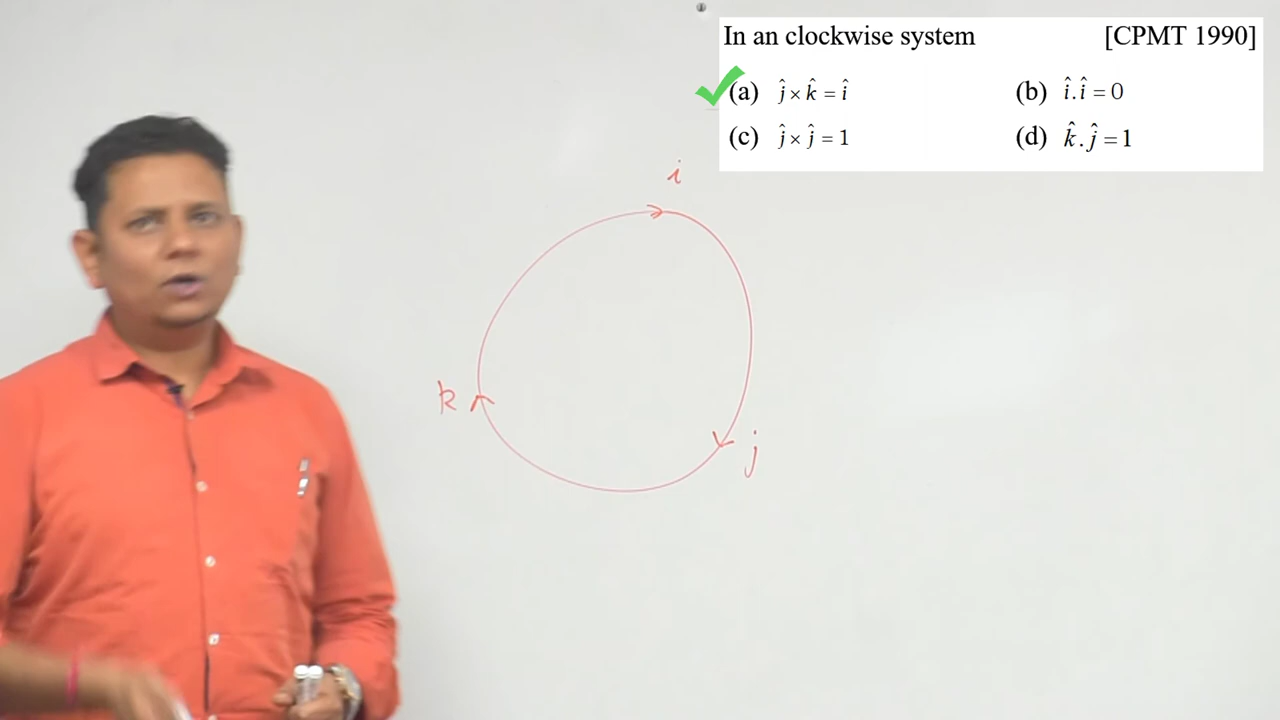 In an clockwise system [CPMT 1990]
(a) ĵ × k̂ = î (b) î . î = 0
(c) ĵ × ĵ = 1 (d) k̂ . ĵ = 1
i
k
j